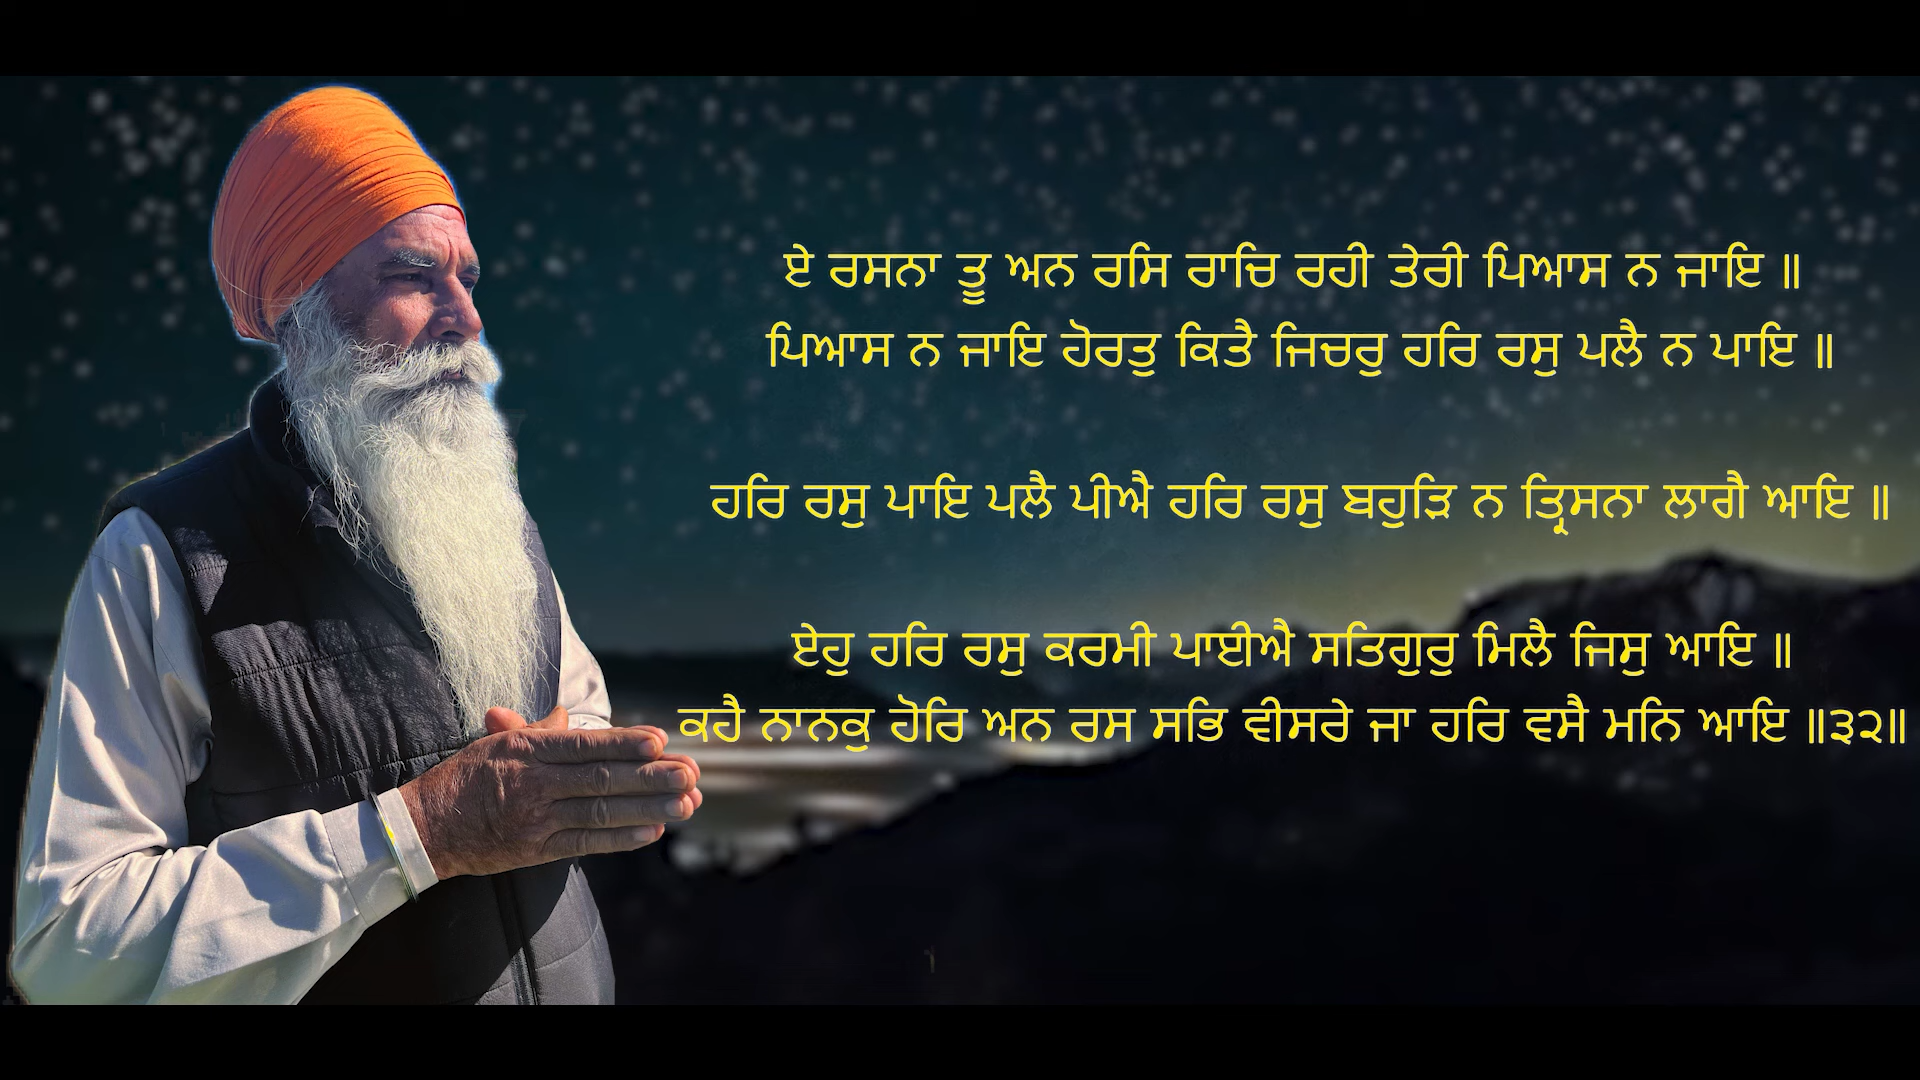 ਏ ਰਸਨਾ ਤੂ ਅਨ ਰਸਿ ਰਾਚਿ ਰਹੀ ਤੇਰੀ ਪਿਆਸ ਨ ਜਾਇ ॥
ਪਿਆਸ ਨ ਜਾਇ ਹੋਰਤੁ ਕਿਤੈ ਜਿਚਰੁ ਹਰਿ ਰਸੁ ਪਲੈ ਨ ਪਾਇ ॥
ਹਰਿ ਰਸੁ ਪਾਇ ਪਲੈ ਪੀਐ ਹਰਿ ਰਸੁ ਬਹੁੜਿ ਨ ਤ੍ਰਿਸਨਾ ਲਾਗੈ ਆਇ ॥
ਏਹੁ ਹਰਿ ਰਸੁ ਕਰਮੀ ਪਾਈਐ ਸਤਿਗੁਰੁ ਮਿਲੈ ਜਿਸੁ ਆਇ ॥
ਕਹੈ ਨਾਨਕੁ ਹੋਰਿ ਅਨ ਰਸ ਸਭਿ ਵੀਸਰੇ ਜਾ ਹਰਿ ਵਸੈ ਮਨਿ ਆਇ ॥੩੨॥